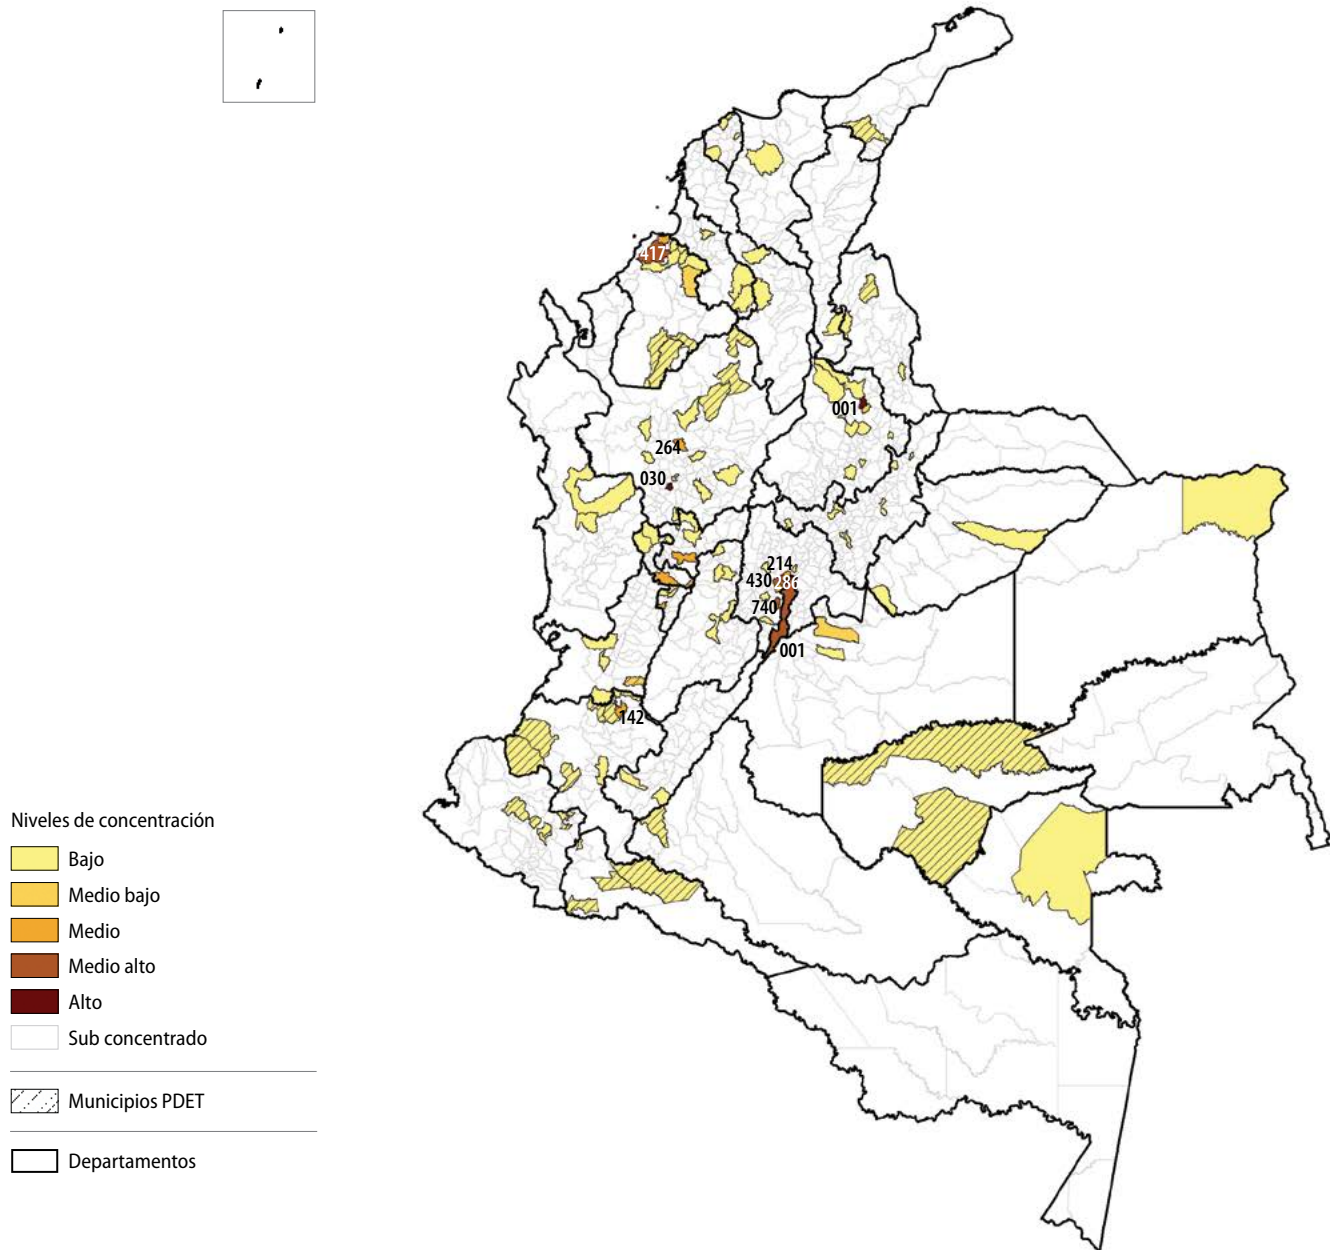 417
001
264
030
214
430
286
740
001
142
Niveles de concentración
Bajo
Medio bajo
Medio
Medio alto
Alto
Sub concentrado
Municipios PDET
Departamentos